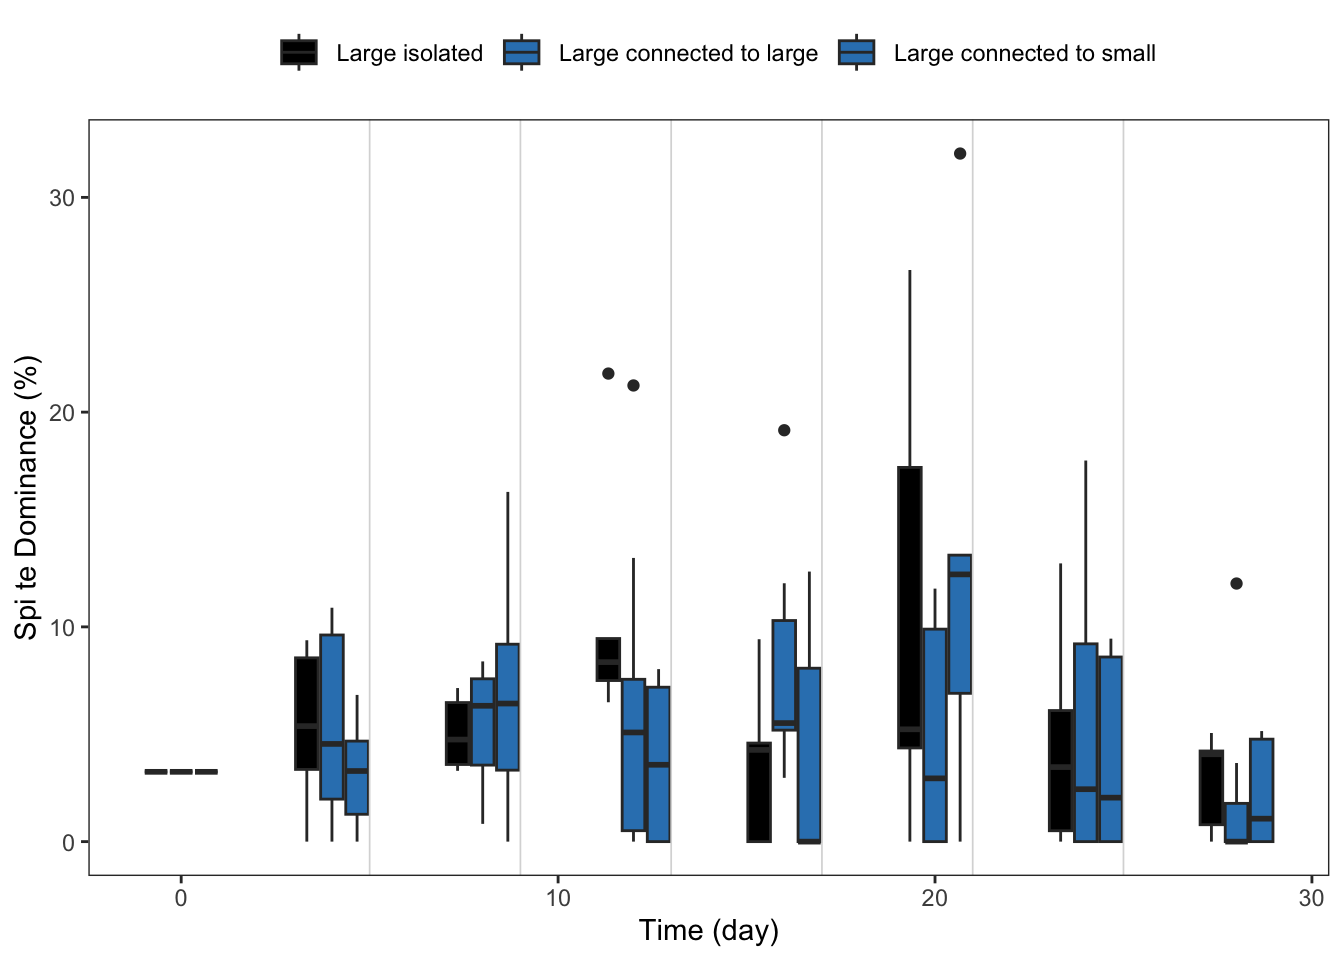 Large isolated Large connected to large Large connected to small
Spi te Dominance (%)
30
20
10
0
0 10 20 30
Time (day)